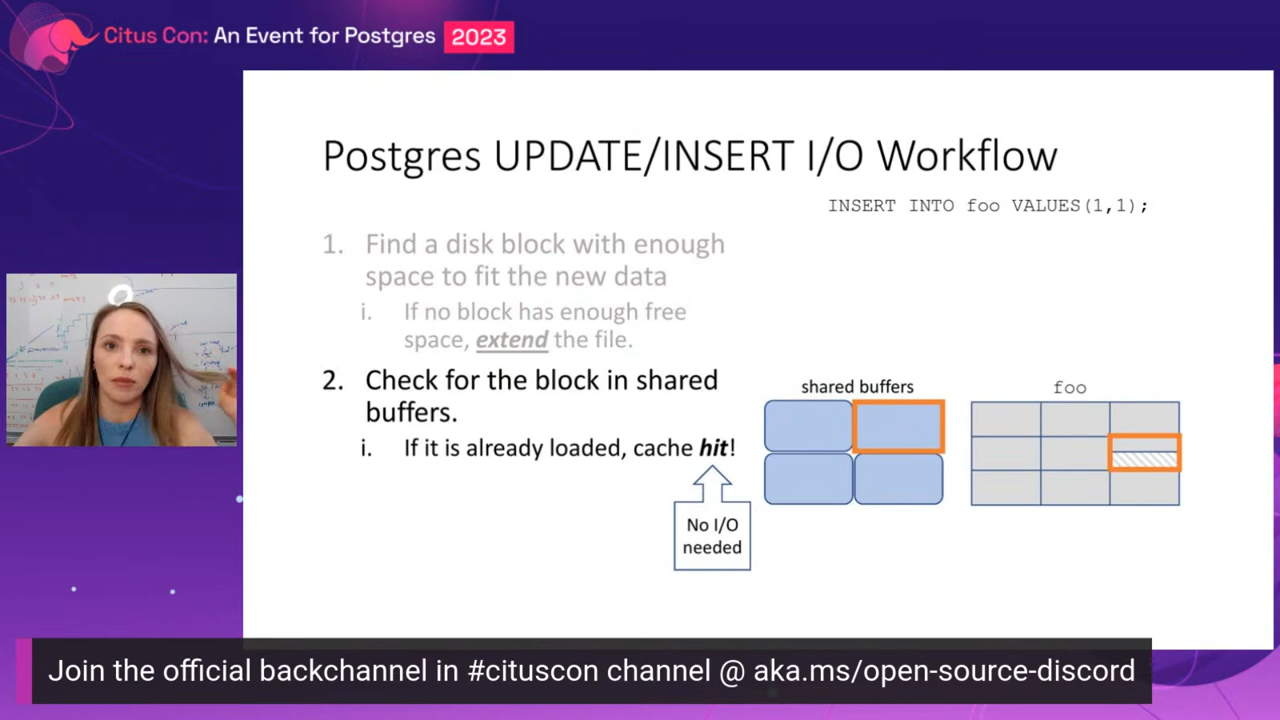 Citus Con: An Event for Postgres 2023
Postgres UPDATE/INSERT I/O Workflow
INSERT INTO foo VALUES(1,1);
1. Find a disk block with enough
space to fit the new data
i. If no block has enough free
space, extend the file.
2. Check for the block in shared
buffers.
i. If it is already loaded, cache hit!
No I/O
needed
shared buffers
foo
Join the official backchannel in #cituscon channel @ aka.ms/open-source-discord